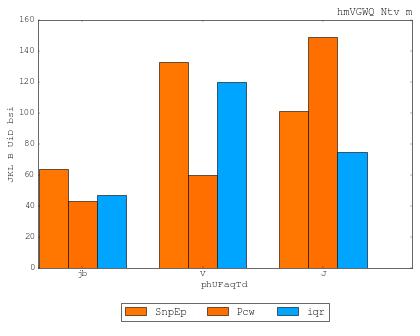 hmVGWQ Ntv m
160
140
120
100
80
60
40
20
0
JKL B UiD bsi
jb V J
phUFaqTd
SnpEp Pcw iqr